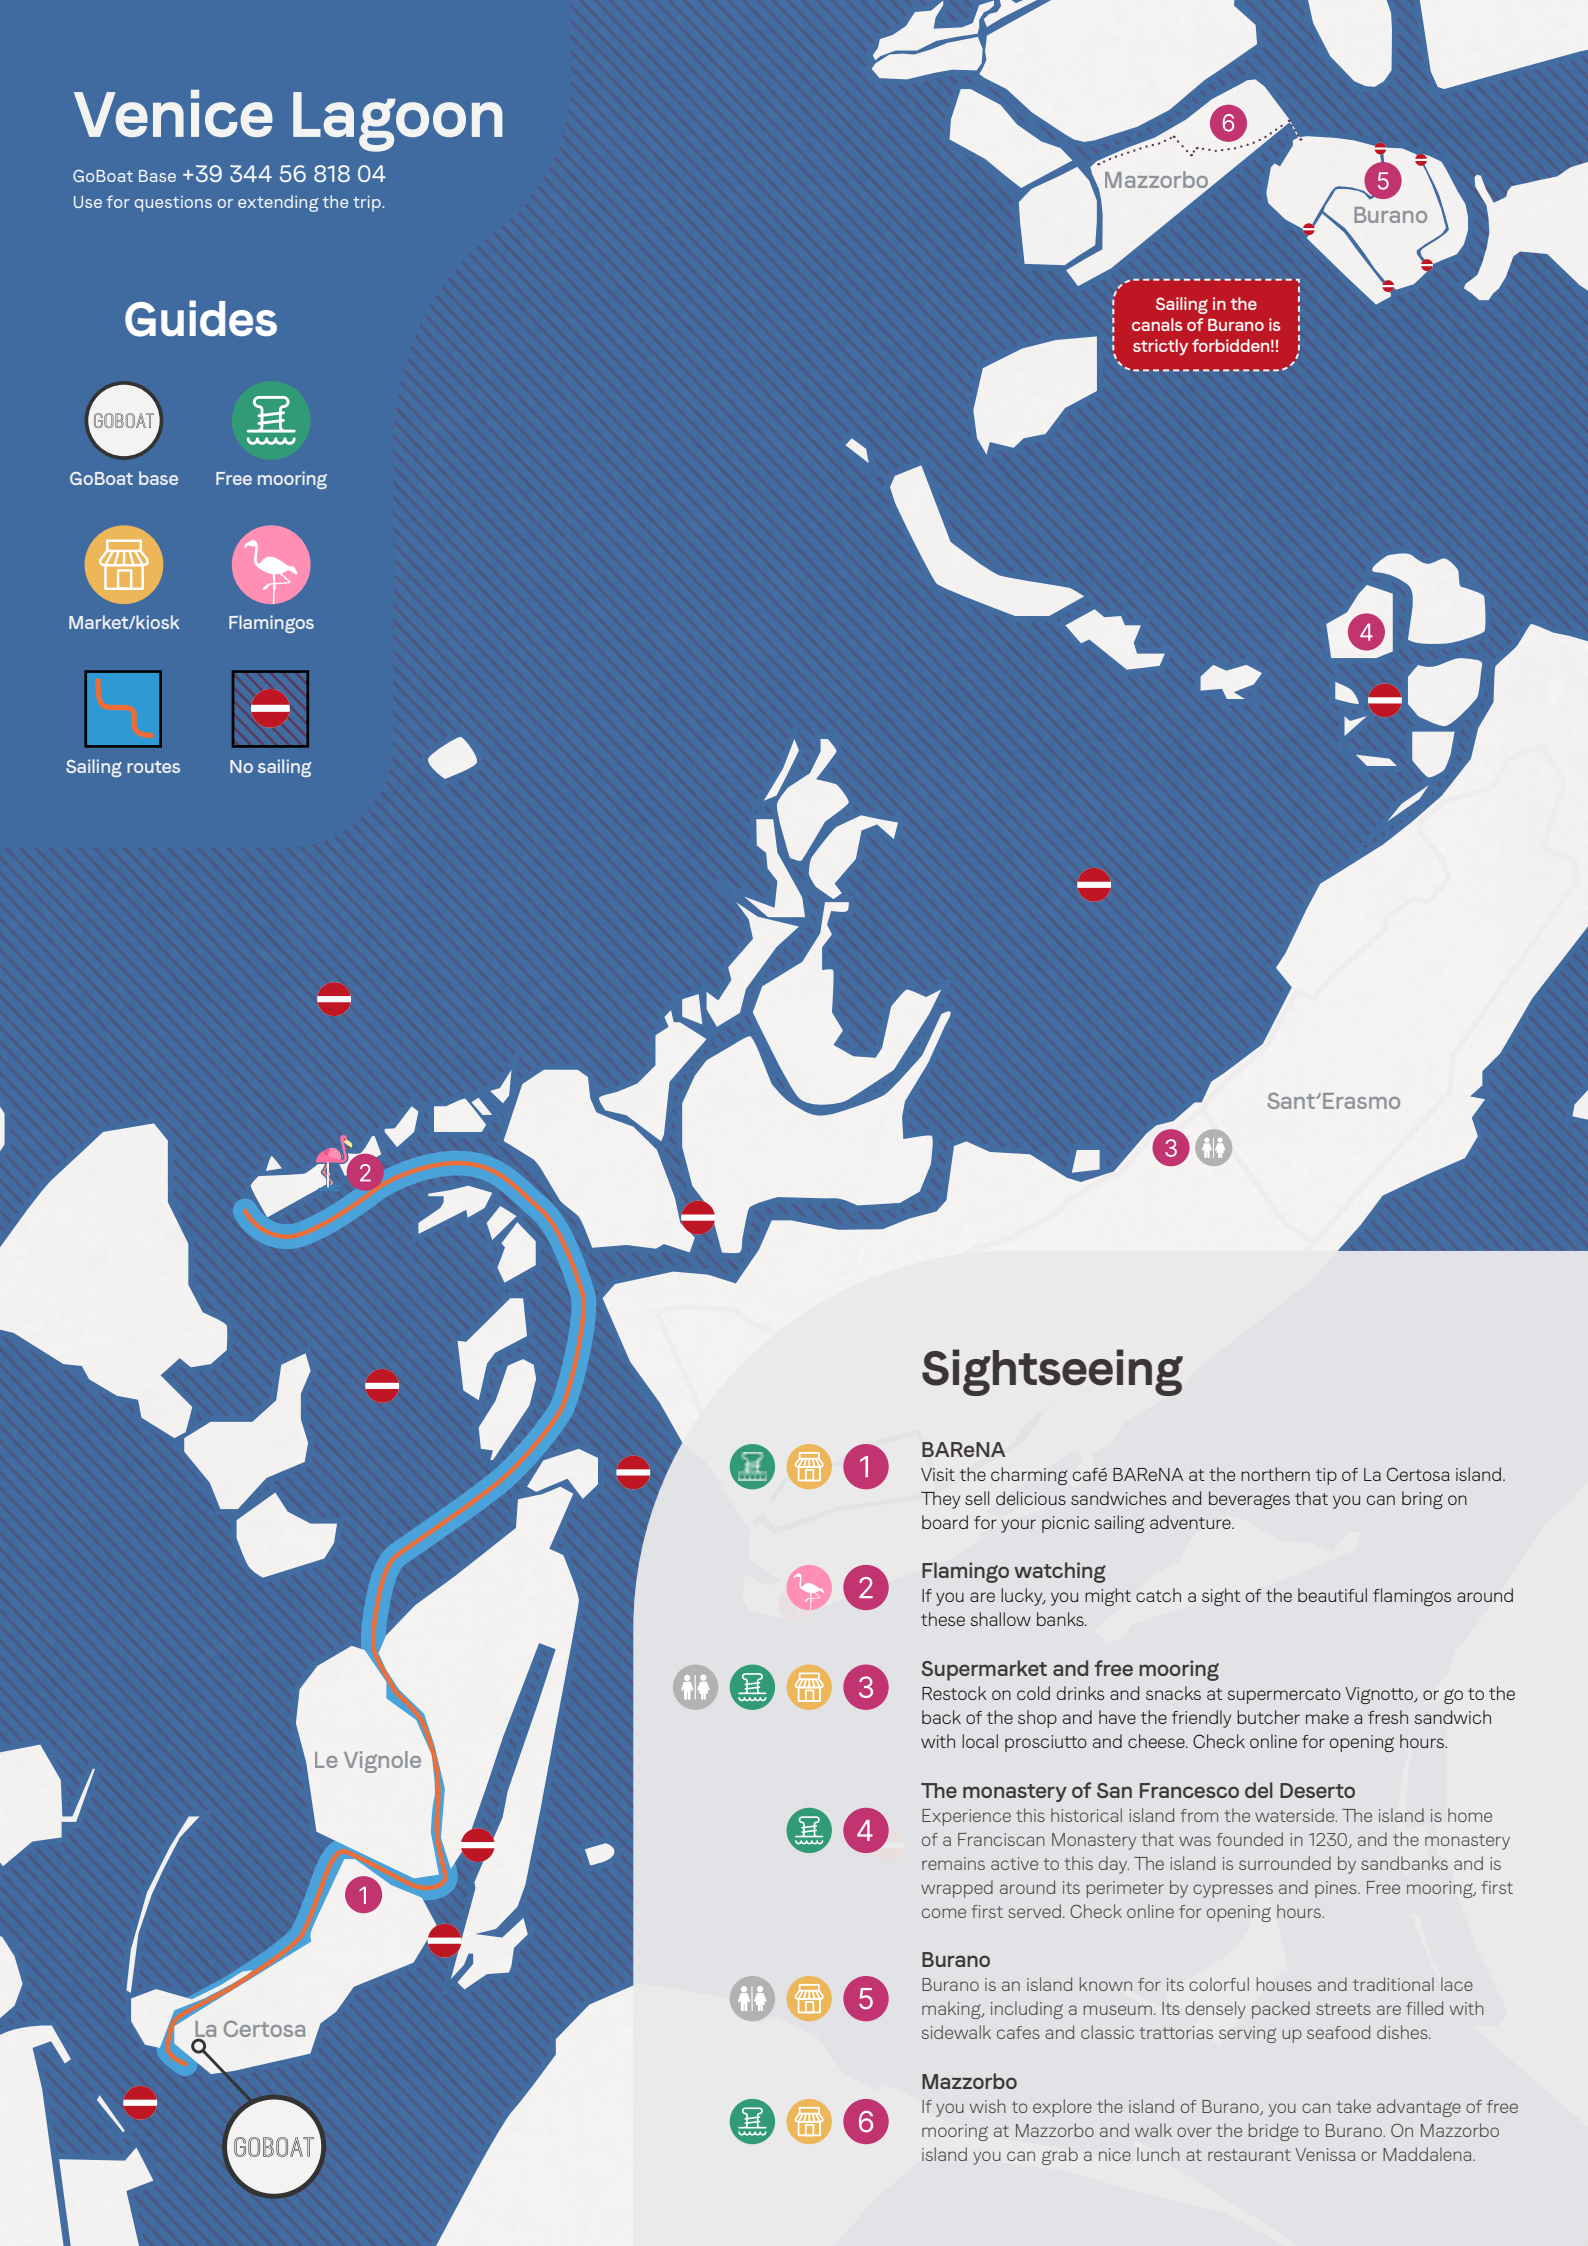 Venice Lagoon
GoBoat Base +39 344 56 818 04
Use for questions or extending the trip.
Guides
GOBOAT
GoBoat base
Free mooring
Market/kiosk
Flamingos
Sailing routes
No sailing
6
Mazzorbo
5
Burano
Sailing in the
canals of Burano is
strictly forbidden!!
4
Sant'Erasmo
3
2
Le Vignole
1
La Certosa
GOBOAT
Sightseeing
1
BAReNA
Visit the charming café BAReNA at the northern tip of La Certosa island.
They sell delicious sandwiches and beverages that you can bring on
board for your picnic sailing adventure.
2
Flamingo watching
If you are lucky, you might catch a sight of the beautiful flamingos around
these shallow banks.
3
Supermarket and free mooring
Restock on cold drinks and snacks at supermercato Vignotto, or go to the
back of the shop and have the friendly butcher make a fresh sandwich
with local prosciutto and cheese. Check online for opening hours.
4
The monastery of San Francesco del Deserto
Experience this historical island from the waterside. The island is home
of a Franciscan Monastery that was founded in 1230, and the monastery
remains active to this day. The island is surrounded by sandbanks and is
wrapped around its perimeter by cypresses and pines. Free mooring, first
come first served. Check online for opening hours.
5
Burano
Burano is an island known for its colorful houses and traditional lace
making, including a museum. Its densely packed streets are filled with
sidewalk cafes and classic trattorias serving up seafood dishes.
6
Mazzorbo
If you wish to explore the island of Burano, you can take advantage of free
mooring at Mazzorbo and walk over the bridge to Burano. On Mazzorbo
island you can grab a nice lunch at restaurant Venissa or Maddalena.